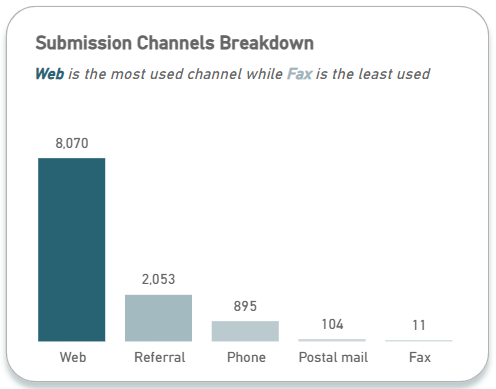 Submission Channels Breakdown
Web is the most used channel while Fax is the least used
8,070
2,053
895
104
11
Web Referral Phone Postal mail Fax